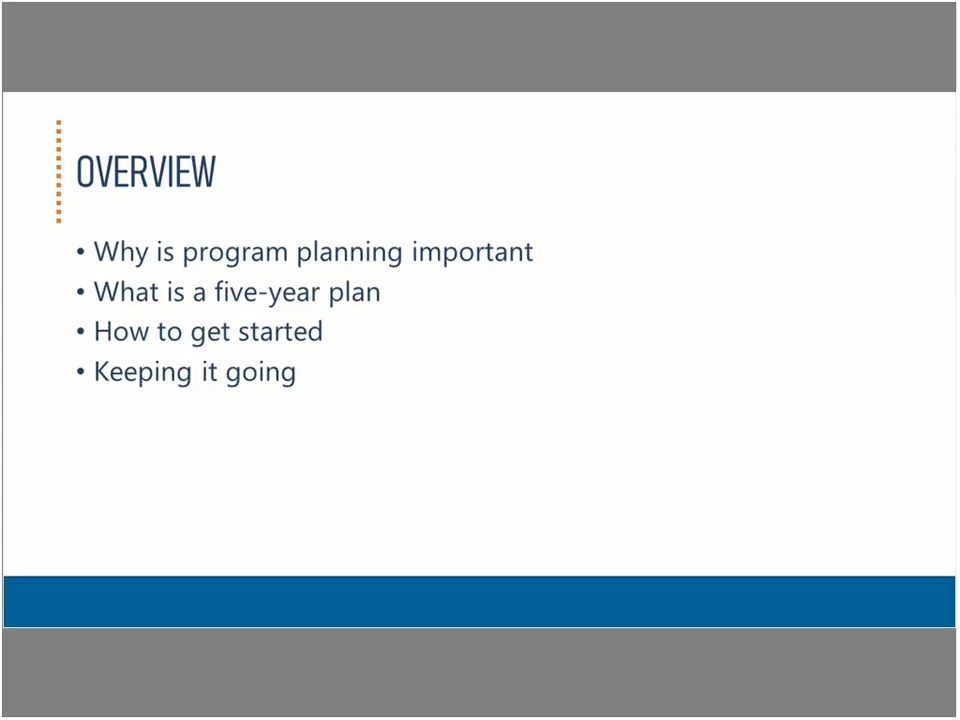 OVERVIEW
• Why is program planning important
• What is a five-year plan
• How to get started
• Keeping it going